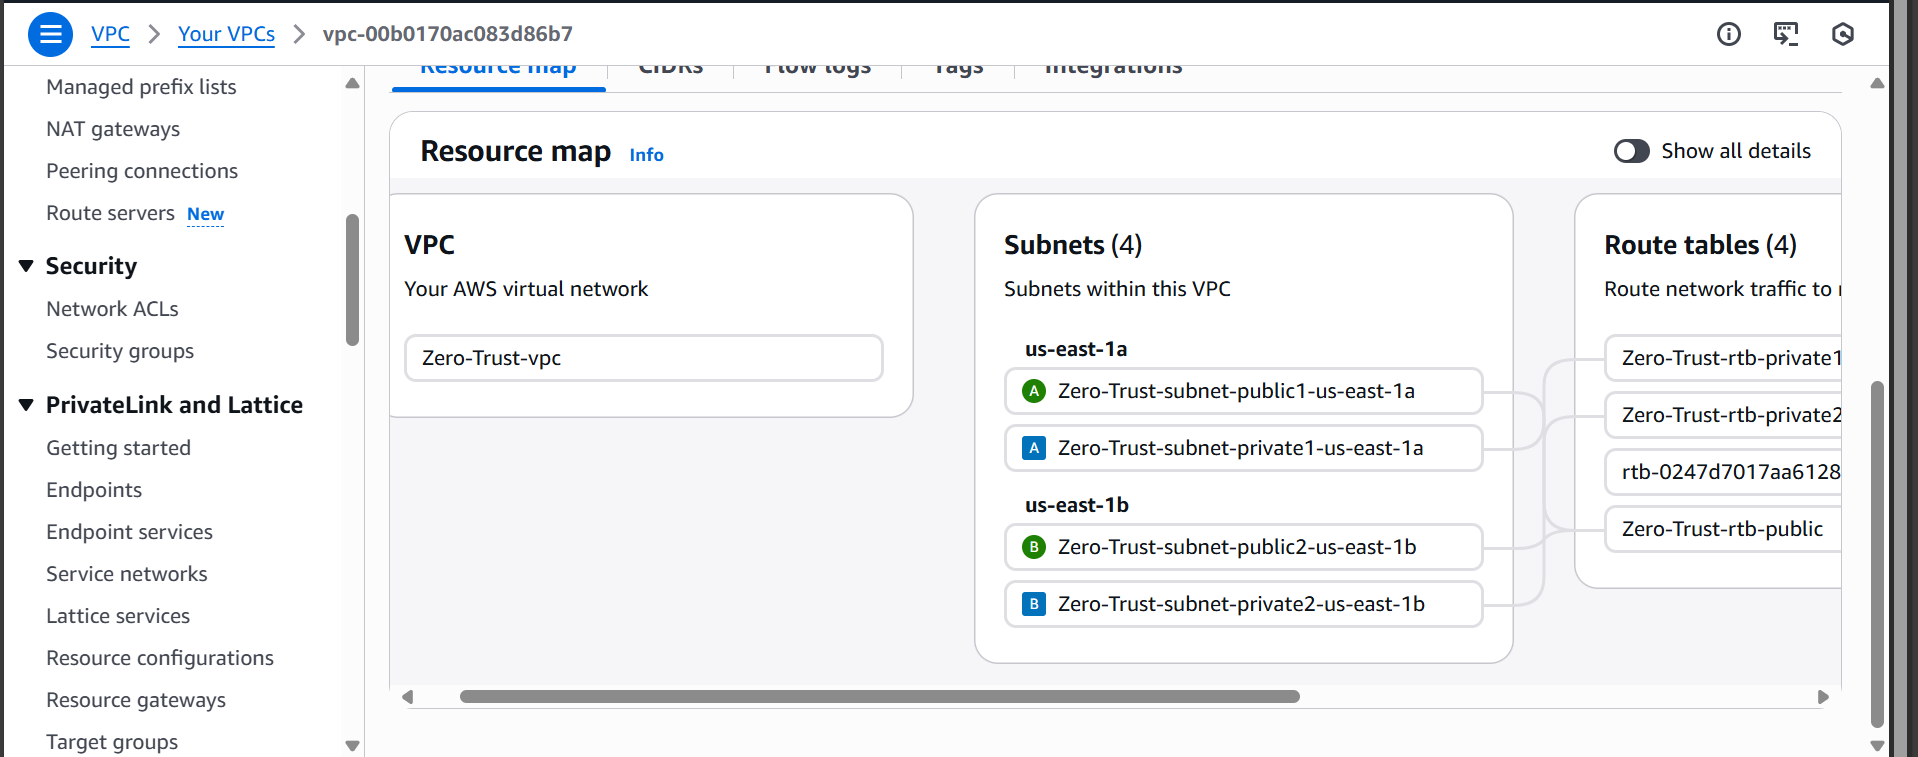 VPC > Your VPCs > vpc-00b0170ac083d86b7
Managed prefix lists
NAT gateways
Peering connections
Route servers New
Security
Network ACLs
Security groups
PrivateLink and Lattice
Getting started
Endpoints
Endpoint services
Service networks
Lattice services
Resource configurations
Resource gateways
Target groups
Resource map
CIDRs
Flow logs
Tags
Integrations
Resource map Info
Show all details
VPC
Your AWS virtual network
Zero-Trust-vpc
Subnets (4)
Subnets within this VPC
us-east-1a
A Zero-Trust-subnet-public1-us-east-1a
A Zero-Trust-subnet-private1-us-east-1a
us-east-1b
B Zero-Trust-subnet-public2-us-east-1b
B Zero-Trust-subnet-private2-us-east-1b
Route tables (4)
Route network traffic to
Zero-Trust-rtb-private1
Zero-Trust-rtb-private2
rtb-0247d7017aa6128
Zero-Trust-rtb-public